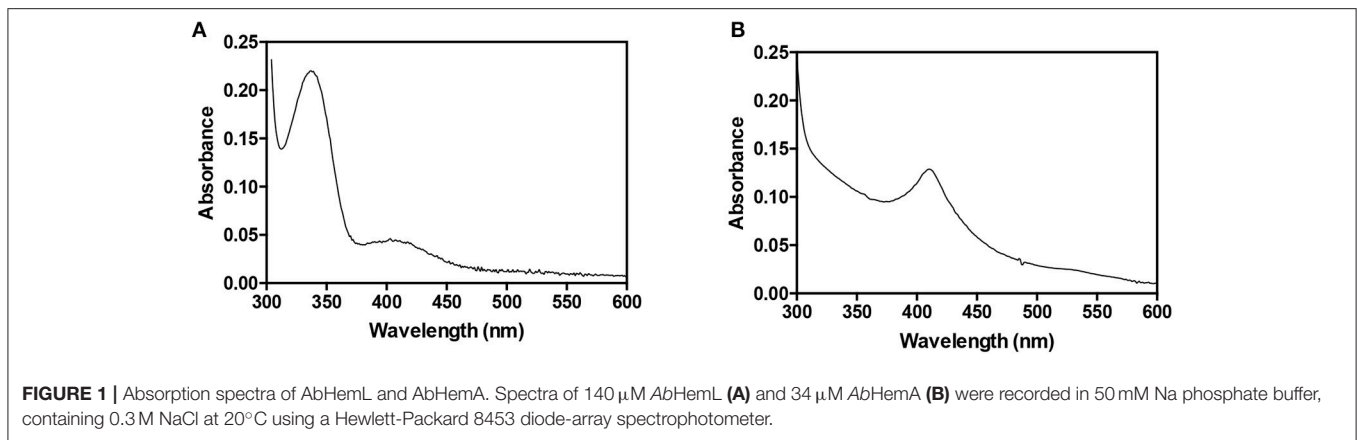 A
0.25
0.20
0.15
0.10
0.05
0.00
Absorbance
300 350 400 450 500 550 600
Wavelength (nm)
B
0.25
0.20
0.15
0.10
0.05
0.00
Absorbance
300 350 400 450 500 550 600
Wavelength (nm)
FIGURE 1 | Absorption spectra of AbHemL and AbHemA. Spectra of 140 μM AbHemL (A) and 34 μM AbHemA (B) were recorded in 50 mM Na phosphate buffer,
containing 0.3 M NaCl at 20°C using a Hewlett-Packard 8453 diode-array spectrophotometer.